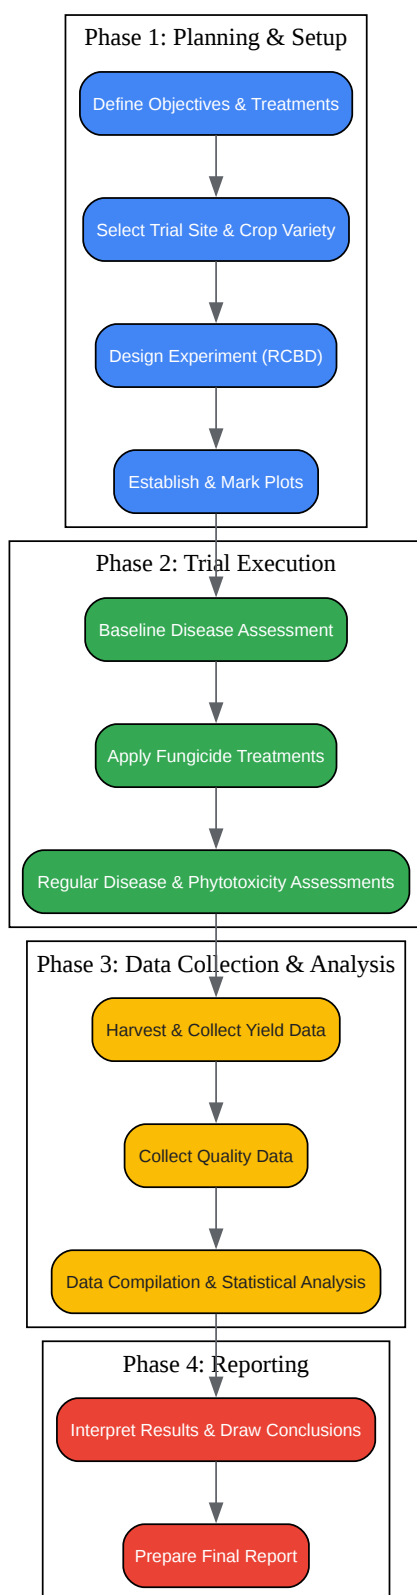 Phase 1: Planning & Setup
Define Objectives & Treatments
Select Trial Site & Crop Variety
Design Experiment (RCBD)
Establish & Mark Plots
Phase 2: Trial Execution
Baseline Disease Assessment
Apply Fungicide Treatments
Regular Disease & Phytotoxicity Assessments
Phase 3: Data Collection & Analysis
Harvest & Collect Yield Data
Collect Quality Data
Data Compilation & Statistical Analysis
Phase 4: Reporting
Interpret Results & Draw Conclusions
Prepare Final Report